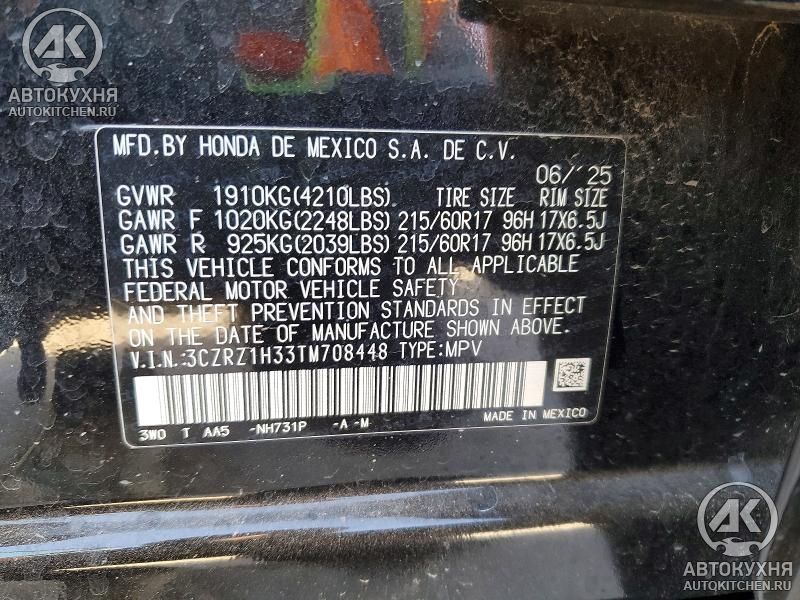 AK
АВТОКУХНЯ
AUTOKITCHEN.RU
MFD.BY HONDA DE MEXICO S.A. DE C.V.
06/'25
GVWR 1910KG(4210LBS) TIRE SIZE RIM SIZE
GAWR F 1020KG(2248LBS) 215/60R17 96H 17X6.5J
GAWR R 925KG(2039LBS) 215/60R17 96H 17X6.5J
THIS VEHICLE CONFORMS TO ALL APPLICABLE
FEDERAL MOTOR VEHICLE SAFETY
AND THEFT PREVENTION STANDARDS IN EFFECT
ON THE DATE OF MANUFACTURE SHOWN ABOVE.
V.I.N.:3CZRZ1H33TM708448 TYPE:MPV
3W0 T AA5 -NH731P -A -M MADE IN MEXICO
AK
АВТОКУХНЯ
AUTOKITCHEN.RU